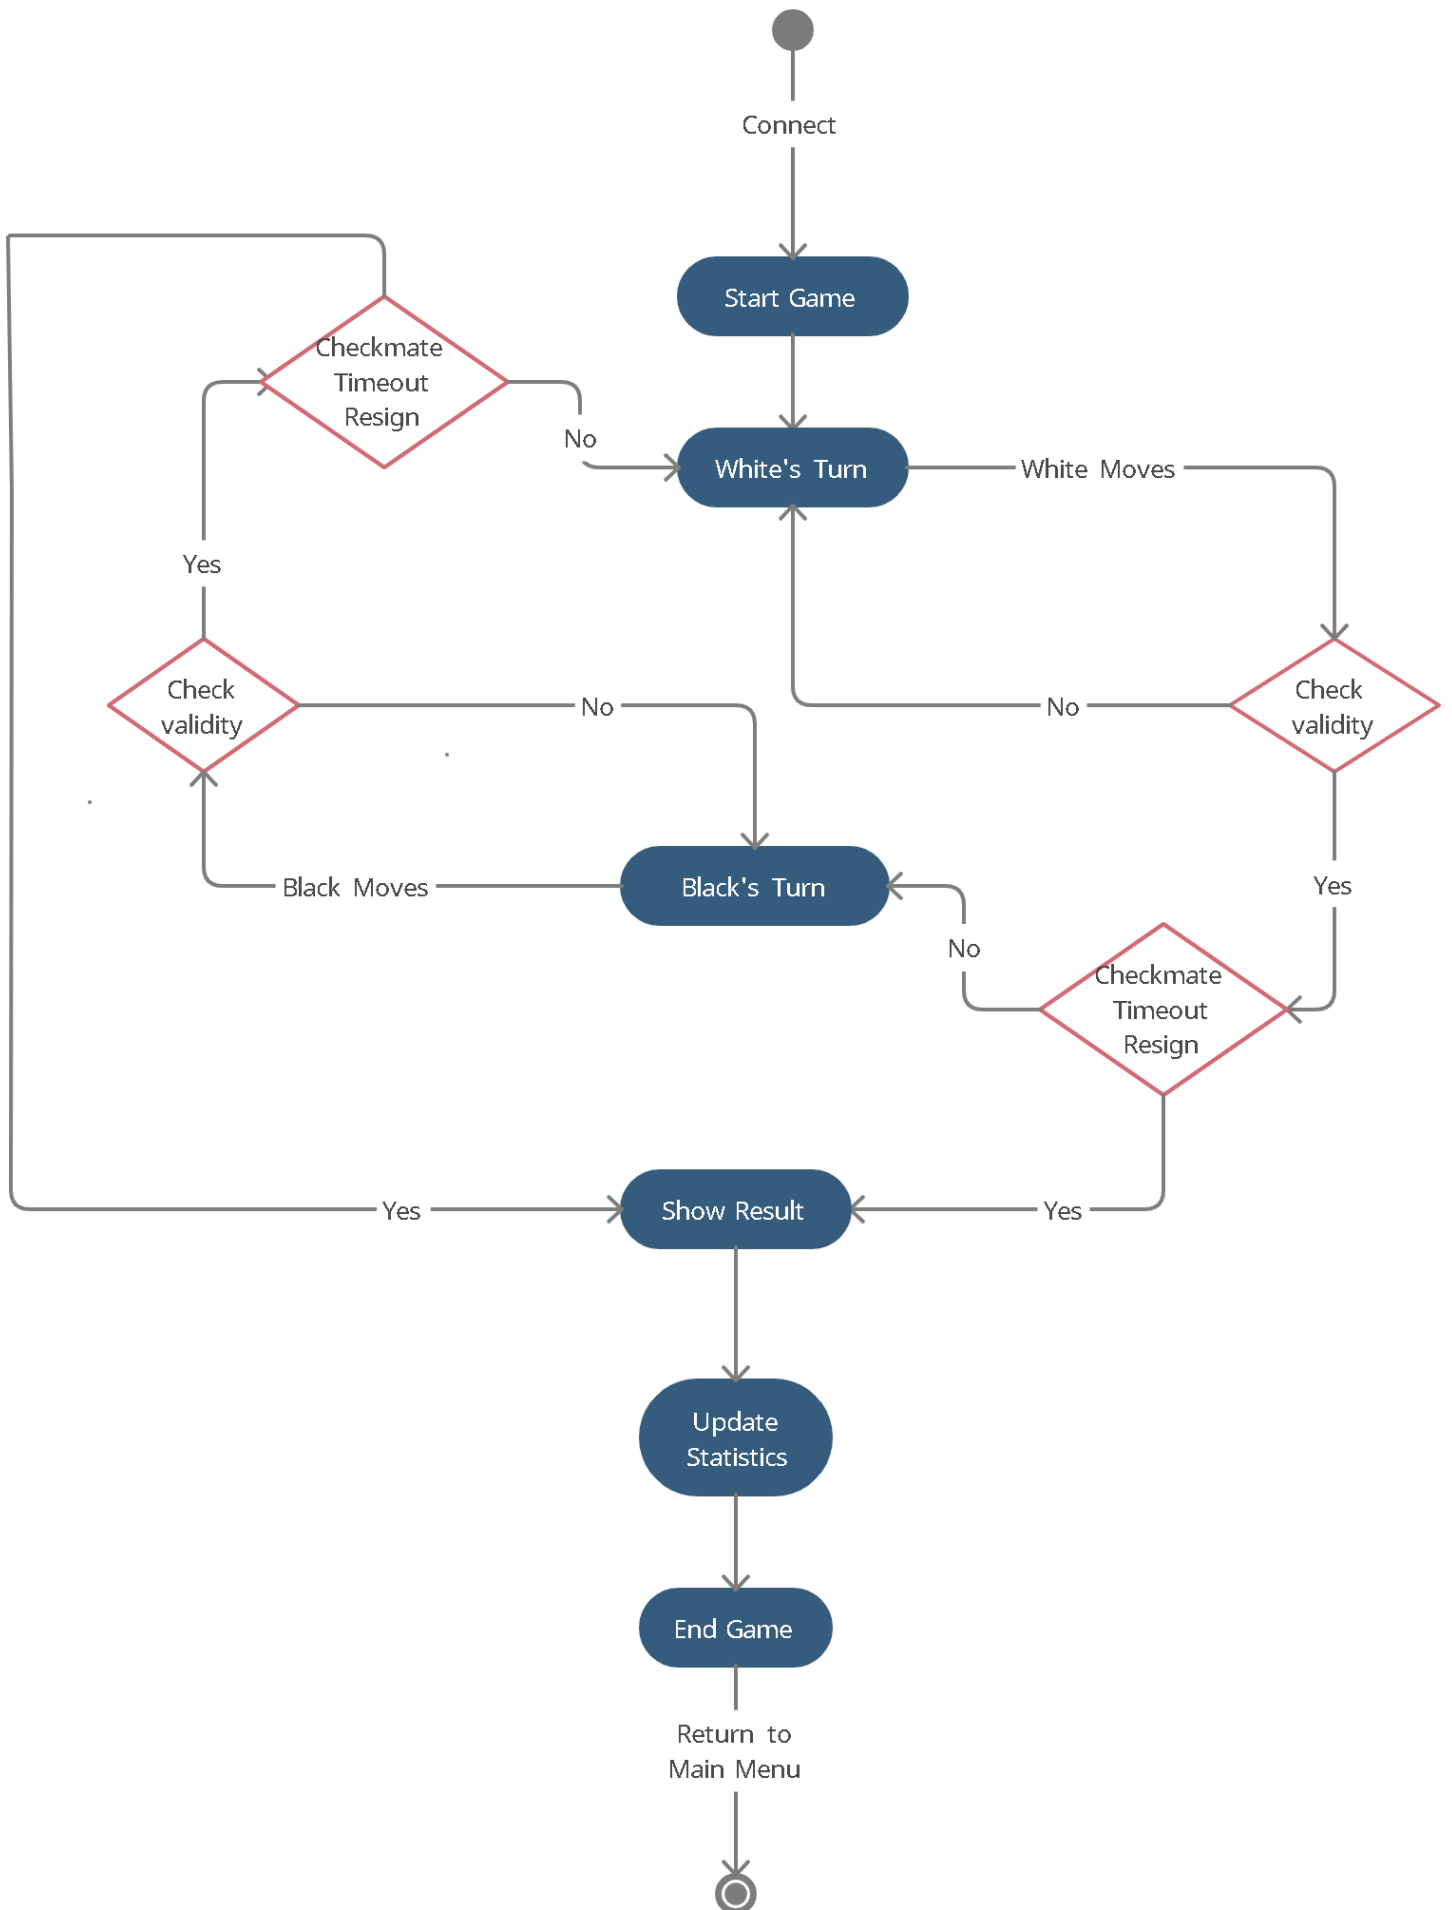 Connect
Start Game
Checkmate
Timeout
Resign
No
White's Turn
White Moves
Yes
Check
validity
No
No
Check
validity
Black Moves
Black's Turn
Yes
No
Checkmate
Timeout
Resign
Yes
Show Result
Yes
Update
Statistics
End Game
Return to
Main Menu